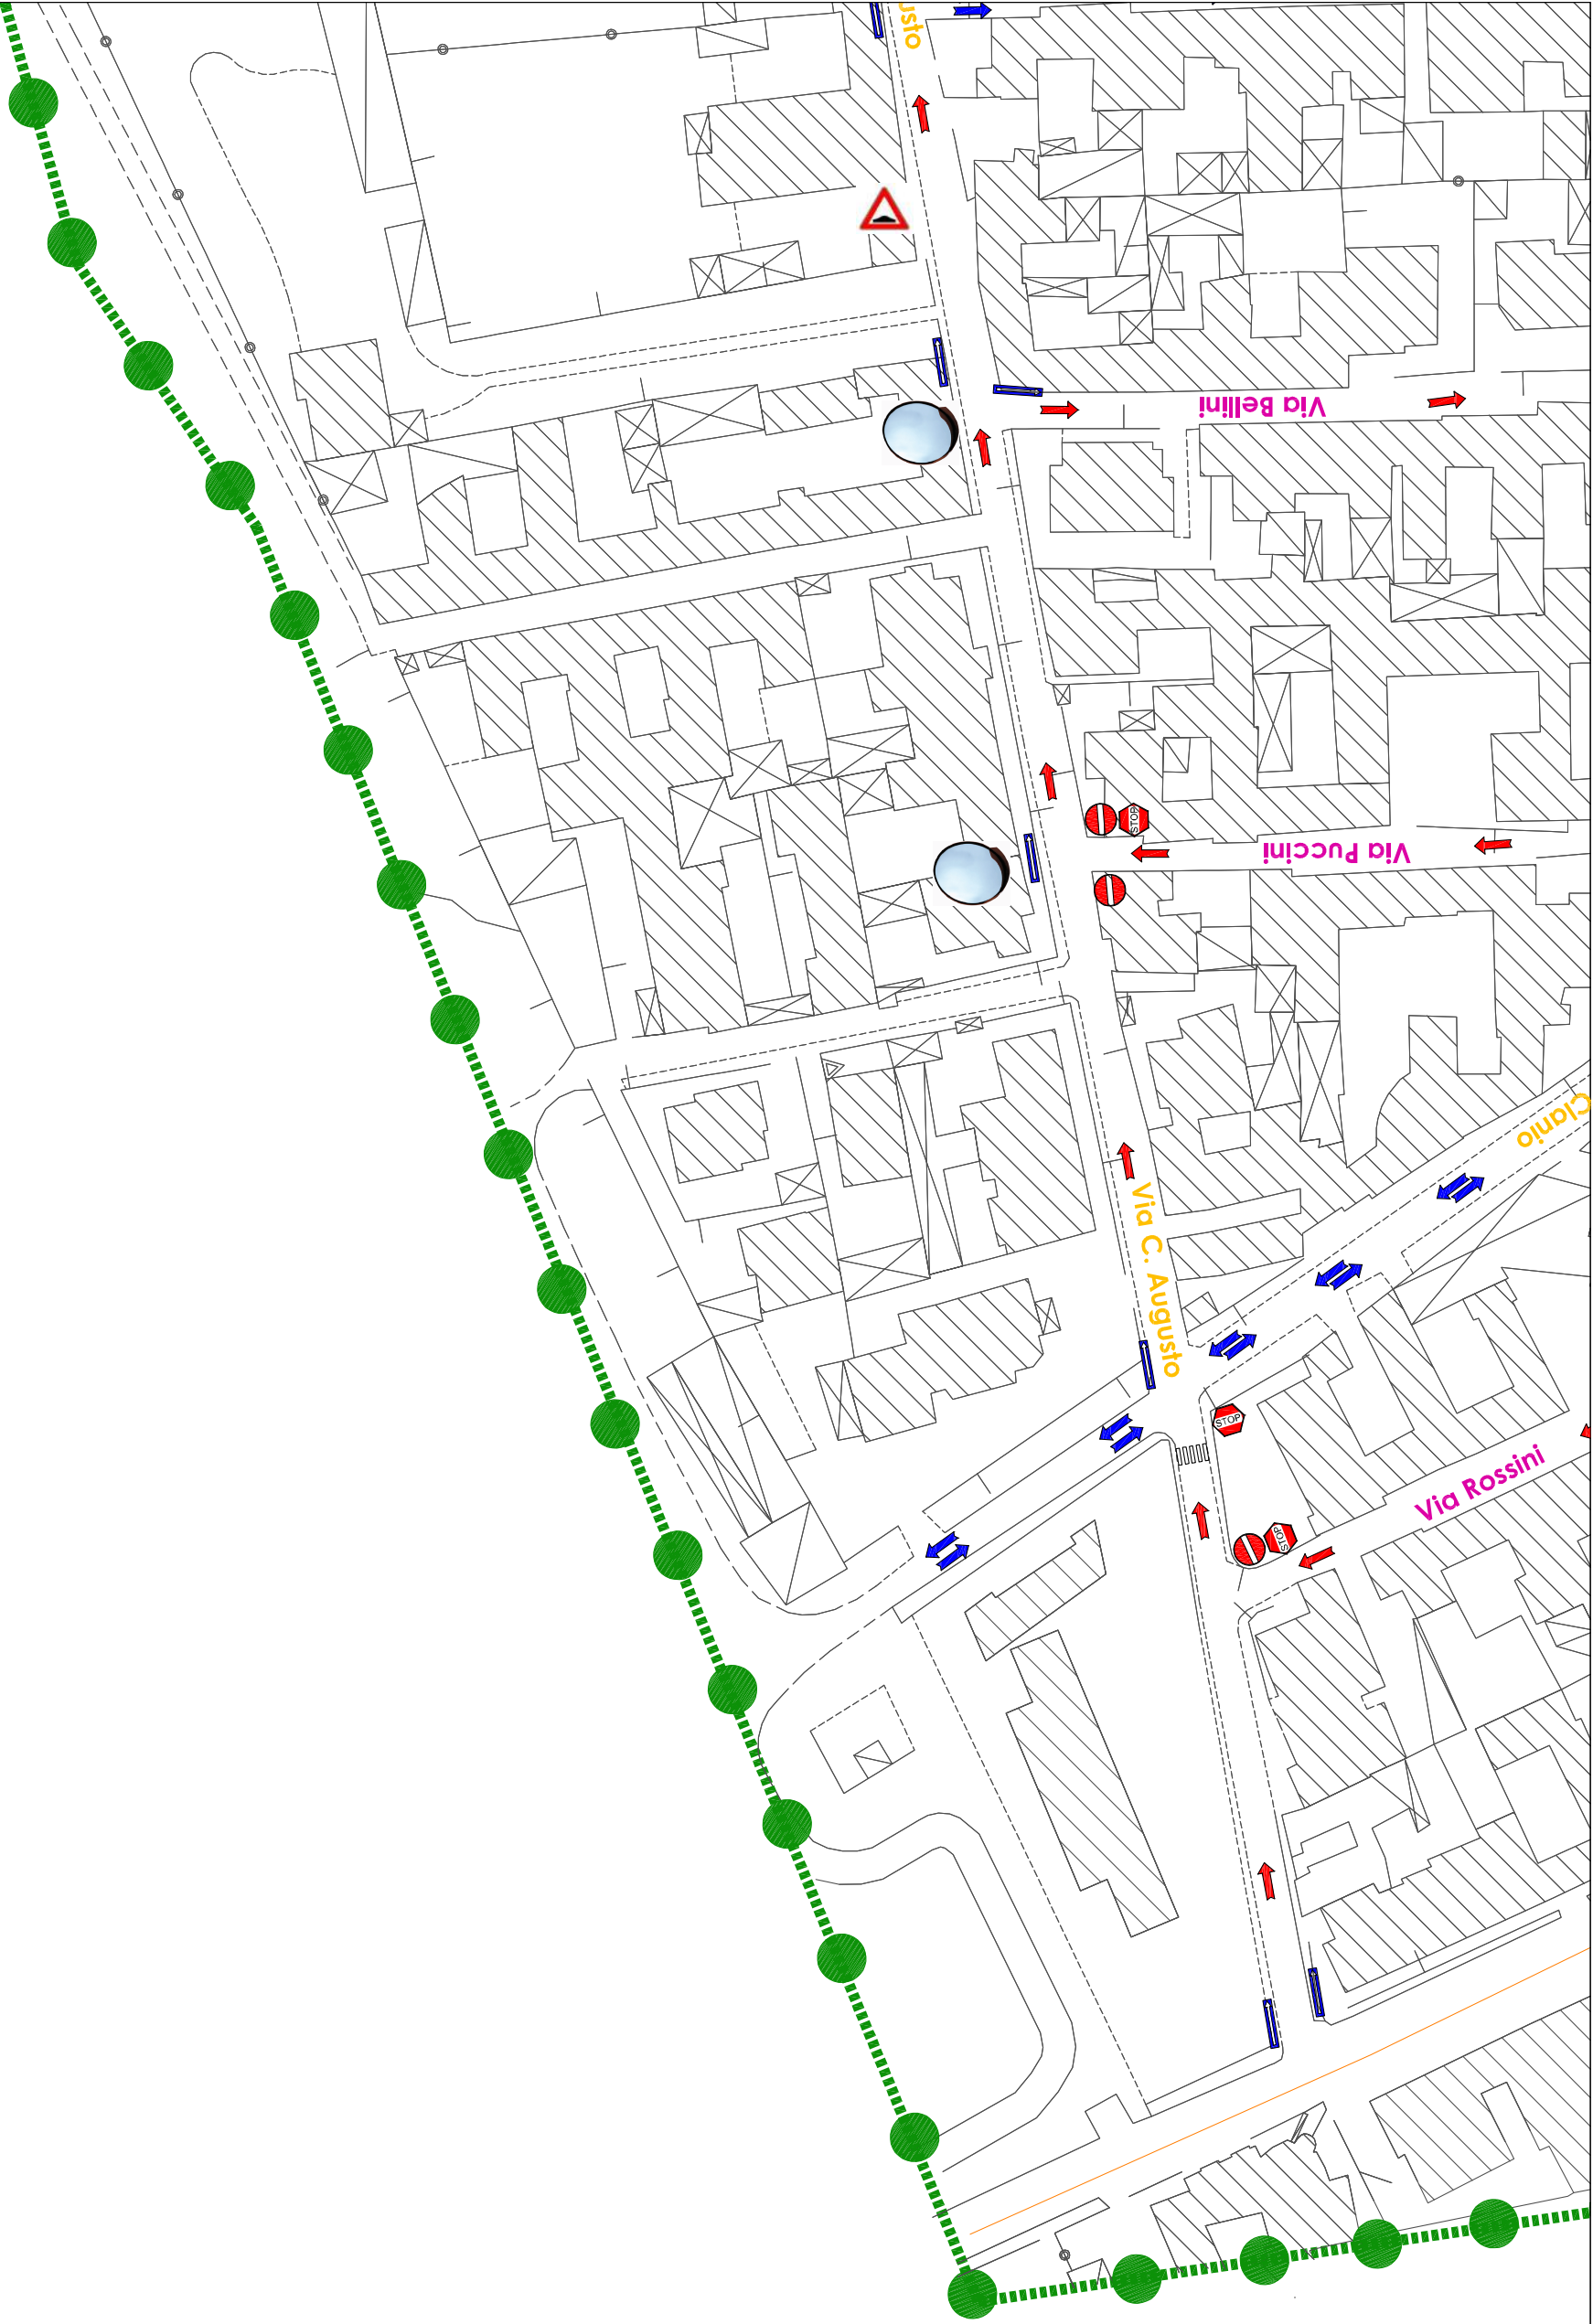 usto
Via Bellini
STOP
Via Puccini
Clanio
Via C. Augusto
STOP
Via Rossini
STOP